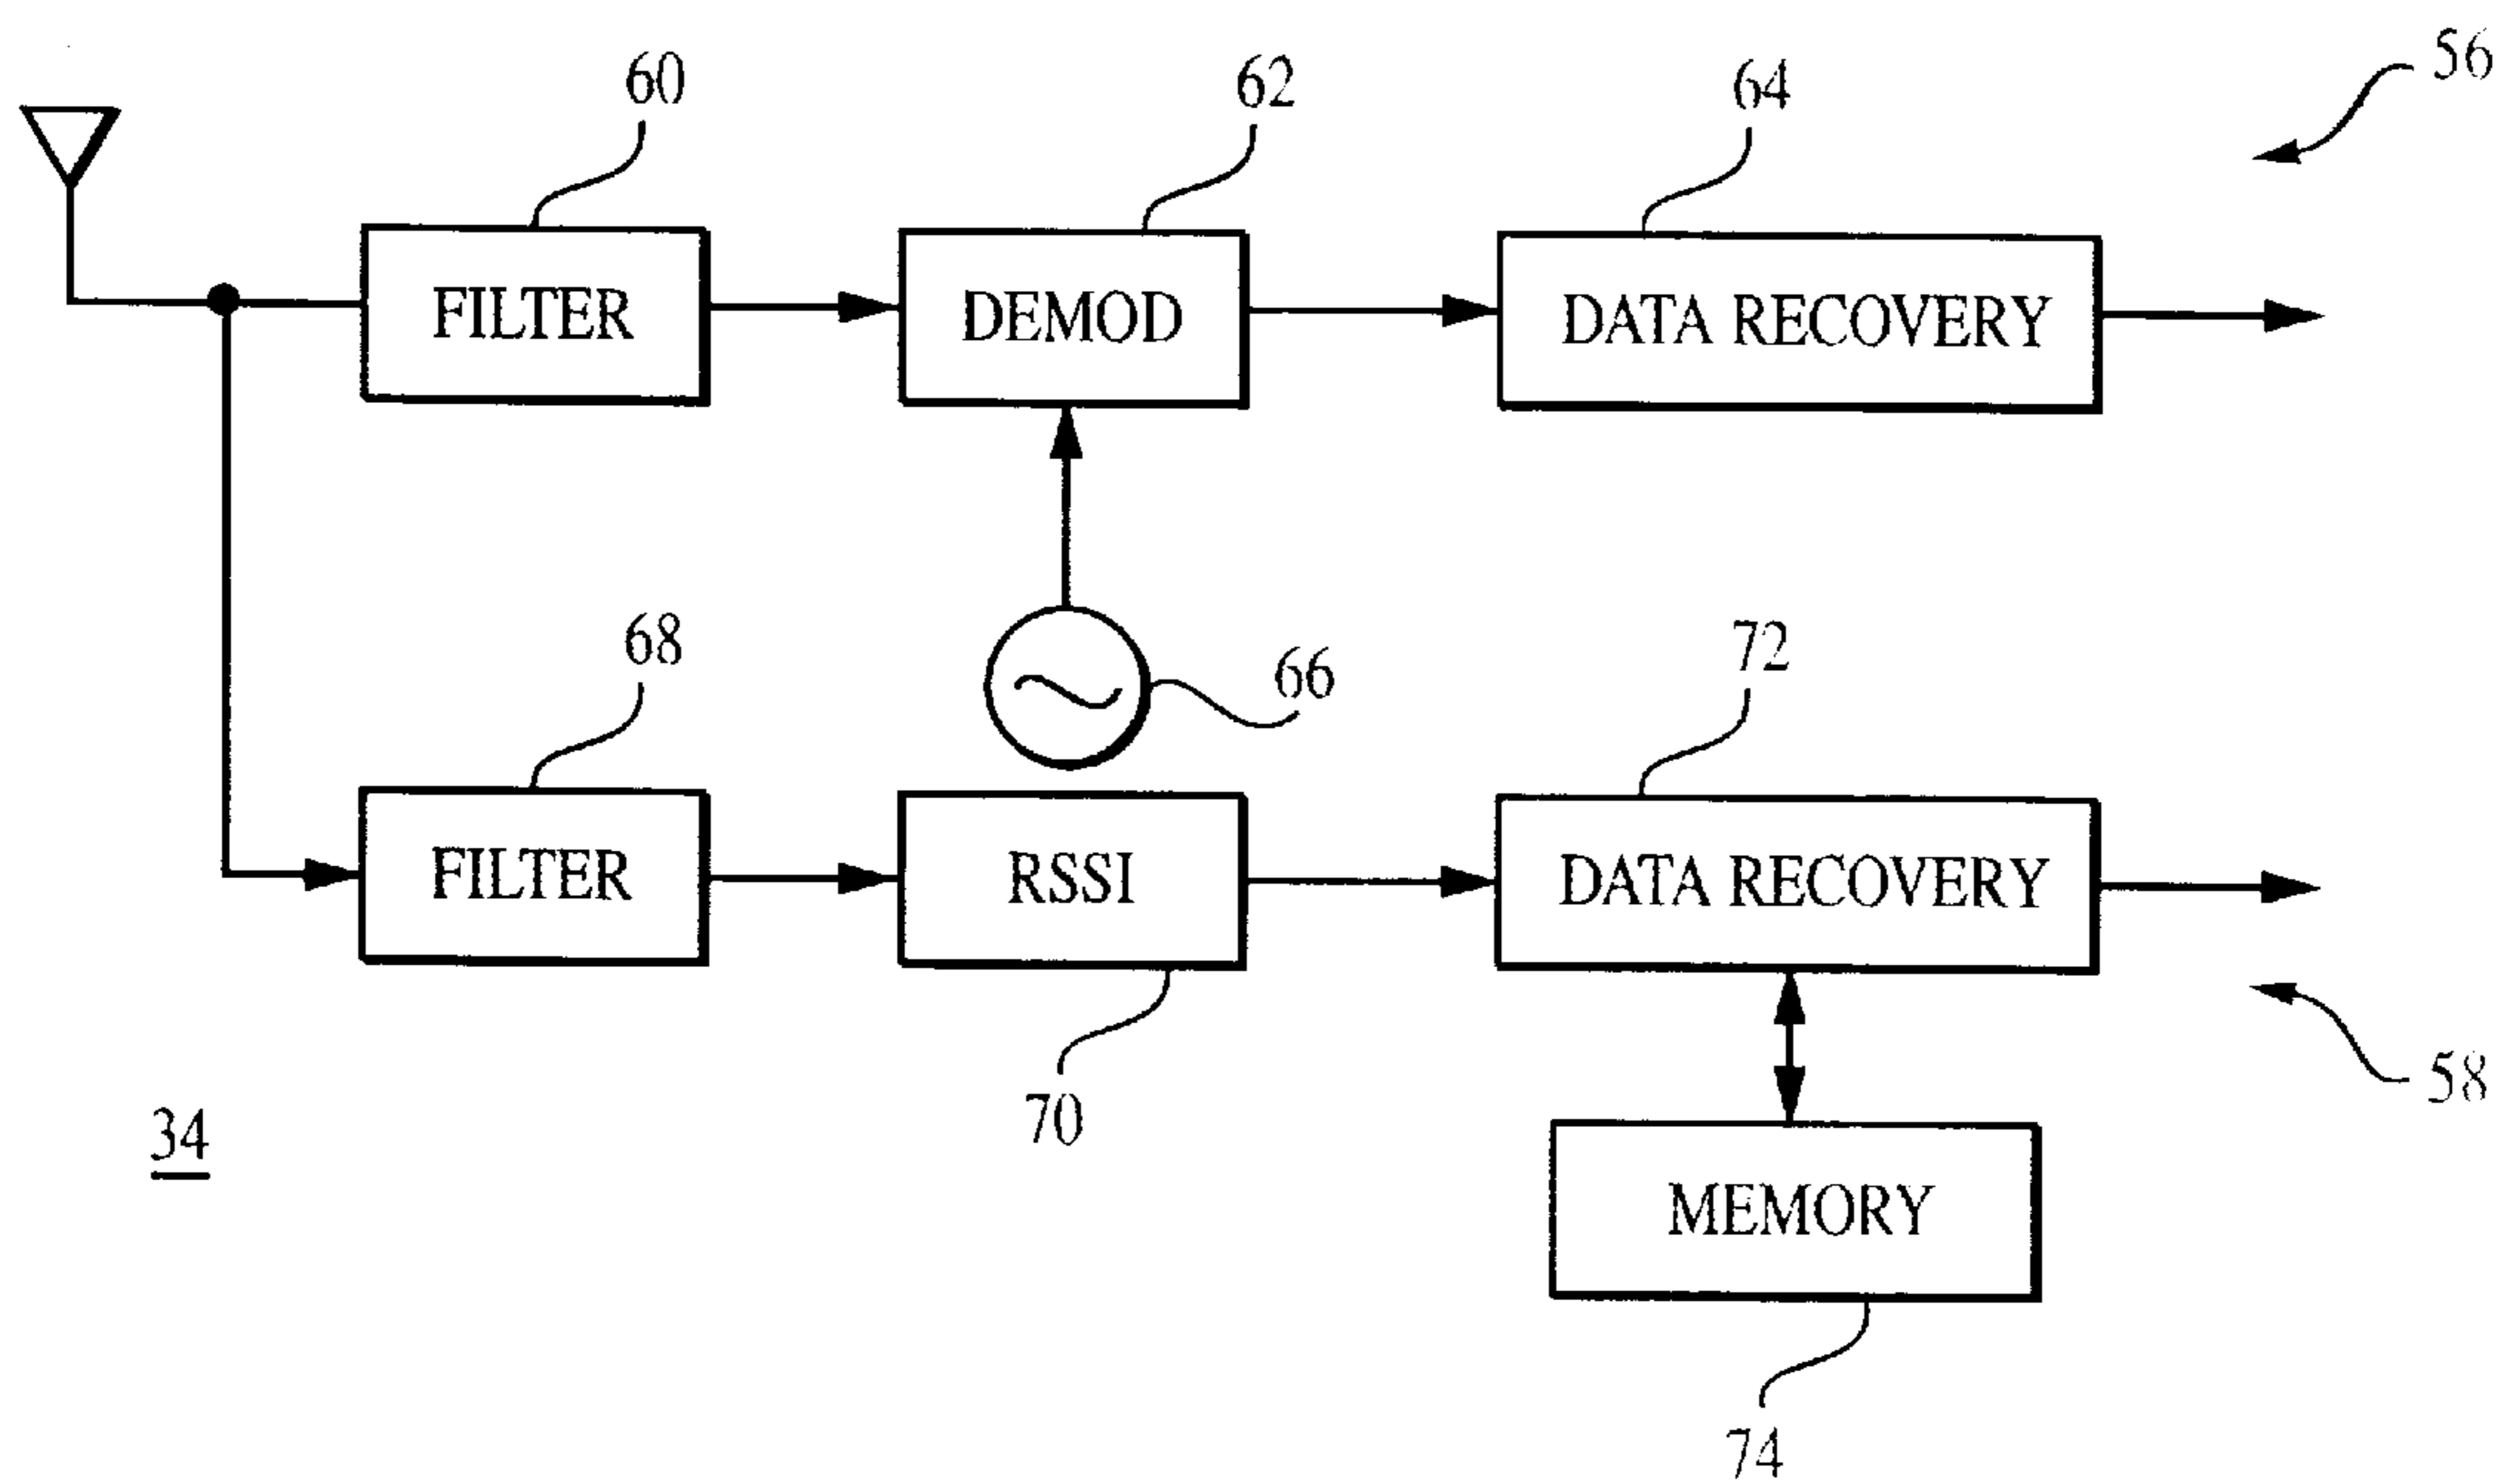 56
60
62
64
FILTER
DEMOD
DATA RECOVERY
68
66
72
FILTER
RSSI
DATA RECOVERY
70
58
34
MEMORY
74